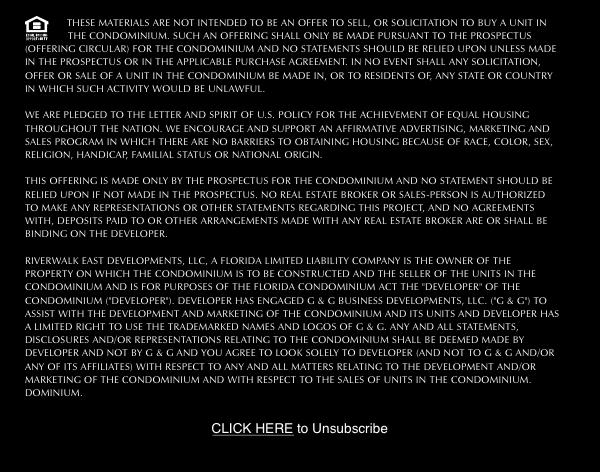 THESE MATERIALS ARE NOT INTENDED TO BE AN OFFER TO SELL, OR SOLICITATION TO BUY A UNIT IN
THE CONDOMINIUM. SUCH AN OFFERING SHALL ONLY BE MADE PURSUANT TO THE PROSPECTUS
(OFFERING CIRCULAR) FOR THE CONDOMINIUM AND NO STATEMENTS SHOULD BE RELIED UPON UNLESS MADE
IN THE PROSPECTUS OR IN THE APPLICABLE PURCHASE AGREEMENT. IN NO EVENT SHALL ANY SOLICITATION,
OFFER OR SALE OF A UNIT IN THE CONDOMINIUM BE MADE IN, OR TO RESIDENTS OF, ANY STATE OR COUNTRY
IN WHICH SUCH ACTIVITY WOULD BE UNLAWFUL.
WE ARE PLEDGED TO THE LETTER AND SPIRIT OF U.S. POLICY FOR THE ACHIEVEMENT OF EQUAL HOUSING
THROUGHOUT THE NATION. WE ENCOURAGE AND SUPPORT AN AFFIRMATIVE ADVERTISING, MARKETING AND
SALES PROGRAM IN WHICH THERE ARE NO BARRIERS TO OBTAINING HOUSING BECAUSE OF RACE, COLOR, SEX,
RELIGION, HANDICAP, FAMILIAL STATUS OR NATIONAL ORIGIN.
THIS OFFERING IS MADE ONLY BY THE PROSPECTUS FOR THE CONDOMINIUM AND NO STATEMENT SHOULD BE
RELIED UPON IF NOT MADE IN THE PROSPECTUS. NO REAL ESTATE BROKER OR SALES-PERSON IS AUTHORIZED
TO MAKE ANY REPRESENTATIONS OR OTHER STATEMENTS REGARDING THIS PROJECT, AND NO AGREEMENTS
WITH, DEPOSITS PAID TO OR OTHER ARRANGEMENTS MADE WITH ANY REAL ESTATE BROKER ARE OR SHALL BE
BINDING ON THE DEVELOPER.
RIVERWALK EAST DEVELOPMENTS, LLC, A FLORIDA LIMITED LIABILITY COMPANY IS THE OWNER OF THE
PROPERTY ON WHICH THE CONDOMINIUM IS TO BE CONSTRUCTED AND THE SELLER OF THE UNITS IN THE
CONDOMINIUM AND IS FOR PURPOSES OF THE FLORIDA CONDOMINIUM ACT THE "DEVELOPER" OF THE
CONDOMINIUM ("DEVELOPER"). DEVELOPER HAS ENGAGED G & G BUSINESS DEVELOPMENTS, LLC. ("G & G") TO
ASSIST WITH THE DEVELOPMENT AND MARKETING OF THE CONDOMINIUM AND ITS UNITS AND DEVELOPER HAS
A LIMITED RIGHT TO USE THE TRADEMARKED NAMES AND LOGOS OF G & G. ANY AND ALL STATEMENTS,
DISCLOSURES AND/OR REPRESENTATIONS RELATING TO THE CONDOMINIUM SHALL BE DEEMED MADE BY
DEVELOPER AND NOT BY G & G AND YOU AGREE TO LOOK SOLELY TO DEVELOPER (AND NOT TO G & G AND/OR
ANY OF ITS AFFILIATES) WITH RESPECT TO ANY AND ALL MATTERS RELATING TO THE DEVELOPMENT AND/OR
MARKETING OF THE CONDOMINIUM AND WITH RESPECT TO THE SALES OF UNITS IN THE CONDOMINIUM.
DOMINIUM.
CLICK HERE to Unsubscribe